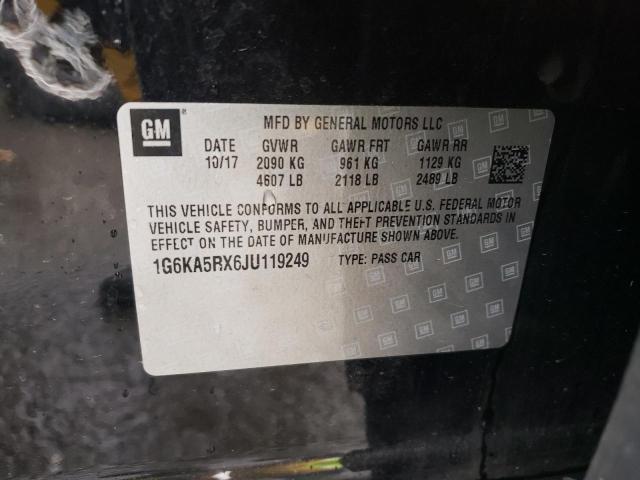 GM
MFD BY GENERAL MOTORS LLC
DATE GVWR GAWR FRT GAWR RR
10/17 2090 KG 961 KG 1129 KG
4607 LB 2118 LB 2489 LB
THIS VEHICLE CONFORMS TO ALL APPLICABLE U.S. FEDERAL MOTOR
VEHICLE SAFETY, BUMPER, AND THEFT PREVENTION STANDARDS IN
EFFECT ON THE DATE OF MANUFACTURE SHOWN ABOVE.
1G6KA5RX6JU119249 TYPE: PASS CAR